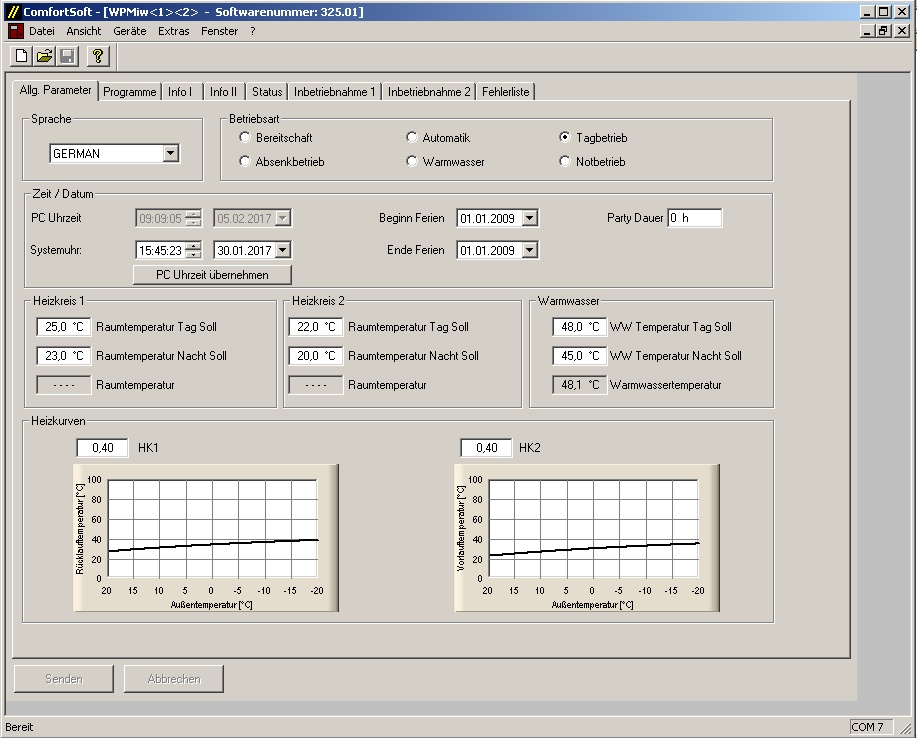 ComfortSoft - [WPMiw<1><2> - Softwarenummer: 325.01]
Datei Ansicht Geräte Extras Fenster ?
Allg. Parameter Programme Info I Info II Status Inbetriebnahme 1 Inbetriebnahme 2 Fehlerliste
Sprache
GERMAN
Betriebsart
Bereitschaft Automatik Tagbetrieb
Absenkbetrieb Warmwasser Notbetrieb
Zeit / Datum
PC Uhrzeit 09:09:05 05.02.2017 Beginn Ferien 01.01.2009 Party Dauer 0 h
Systemuhr: 15:45:23 30.01.2017 Ende Ferien 01.01.2009
PC Uhrzeit übernehmen
Heizkreis 1
25,0 °C Raumtemperatur Tag Soll
23,0 °C Raumtemperatur Nacht Soll
---- Raumtemperatur
Heizkreis 2
22,0 °C Raumtemperatur Tag Soll
20,0 °C Raumtemperatur Nacht Soll
---- Raumtemperatur
Warmwasser
48,0 °C WW Temperatur Tag Soll
45,0 °C WW Temperatur Nacht Soll
48,1 °C Warmwassertemperatur
Heizkurven
0,40 HK1
Rücklauftemperatur [°C]
100
80
60
40
20
0
20 15 10 5 0 -5 -10 -15 -20
Außentemperatur [°C]
0,40 HK2
Vorlauftemperatur [°C]
100
80
60
40
20
0
20 15 10 5 0 -5 -10 -15 -20
Außentemperatur [°C]
Senden Abbrechen
Bereit COM 7